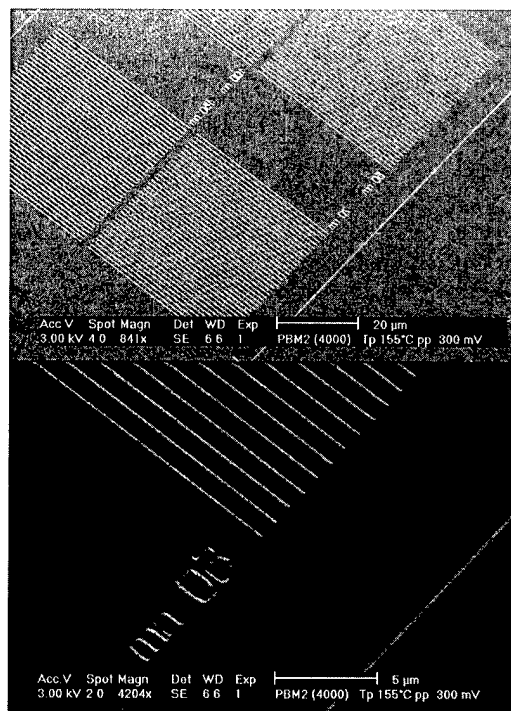 Acc.V Spot Magn Det WD Exp 20 µm
3.00 kV 4.0 841x SE 6.6 1 PBM2 (4000) Tp 155°C pp 300 mV
80 nm
Acc.V Spot Magn Det WD Exp 5 µm
3.00 kV 2.0 4204x SE 6.6 1 PBM2 (4000) Tp 155°C pp 300 mV